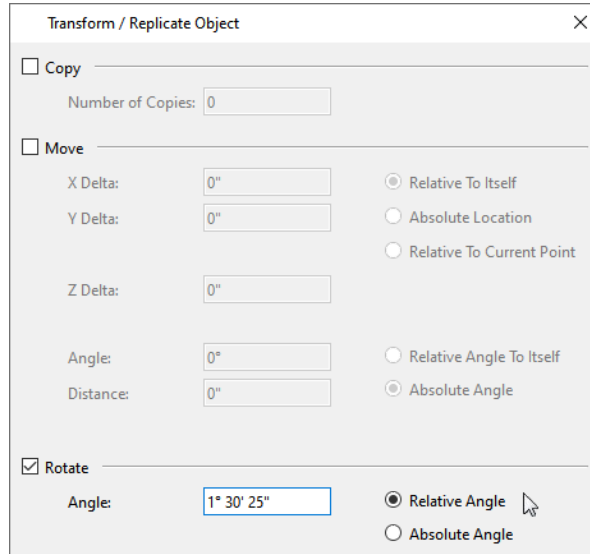 Transform / Replicate Object
Copy
Number of Copies: 0
Move
X Delta: 0" Relative To Itself
Y Delta: 0" Absolute Location
Relative To Current Point
Z Delta: 0"
Angle: 0° Relative Angle To Itself
Distance: 0" Absolute Angle
Rotate
Angle: 1° 30' 25" Relative Angle
Absolute Angle